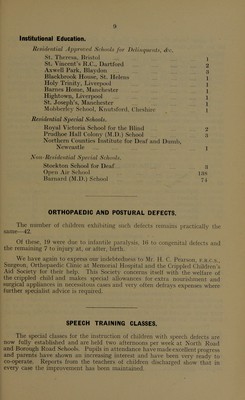 9
Institutional Education.
Residential Approved Schools for Delinquents, &c.
St. Theresa, Bristol 1
St. Vincent's R.C., Dartford 2
Axwell Park, Blaydon 3
Blackbrook House, St. Helens 1
Holy Trinity, Liverpool 1
Barnes Home, Manchester 1
Hightown, Liverpool 1
St. Joseph's, Manchester 1
Mobberley School, Knutsford, Cheshire 1
Residential Special Schools.
Royal Victoria School for the Blind 2
Prudhoe Hall Colony (M.D.) School 3
Northern Counties Institute for Deaf and Dumb,
Newcastle 1
Non-Residential Special Schools.
Stockton School for Deaf 3
Open Air School 138
Barnard (M.D.) School 74
ORTHOPAEDIC AND POSTURAL DEFECTS.
The number of children exhibiting such defects remains practically the
same—42.
Of these, 19 were due to infantile paralysis, 16 to congenital defects and
the remaining 7 to injury at, or after, birth.
We have again to express our indebtedness to Mr. H. C. Pearson, F.R.C.S.,
Surgeon, Orthopaedic Clinic at Memorial Hospital and the Crippled Children's
Aid Society for their help. This Society concerns itself with the welfare of
the crippled child and makes special allowances for extra nourishment and
surgical appliances in necessitous cases and very often defrays expenses where
further specialist advice is required.
SPEECH TRAINING CLASSES.
The special classes for the instruction of children with speech defects are
now fully established and are held two afternoons per week at North Road
and Borough Road Schools. Pupils in attendance have made excellent progress
and parents have shown an increasing interest and have been very ready to
co-operate. Reports from the teachers of children discharged show that in
every case the improvement has been maintained.